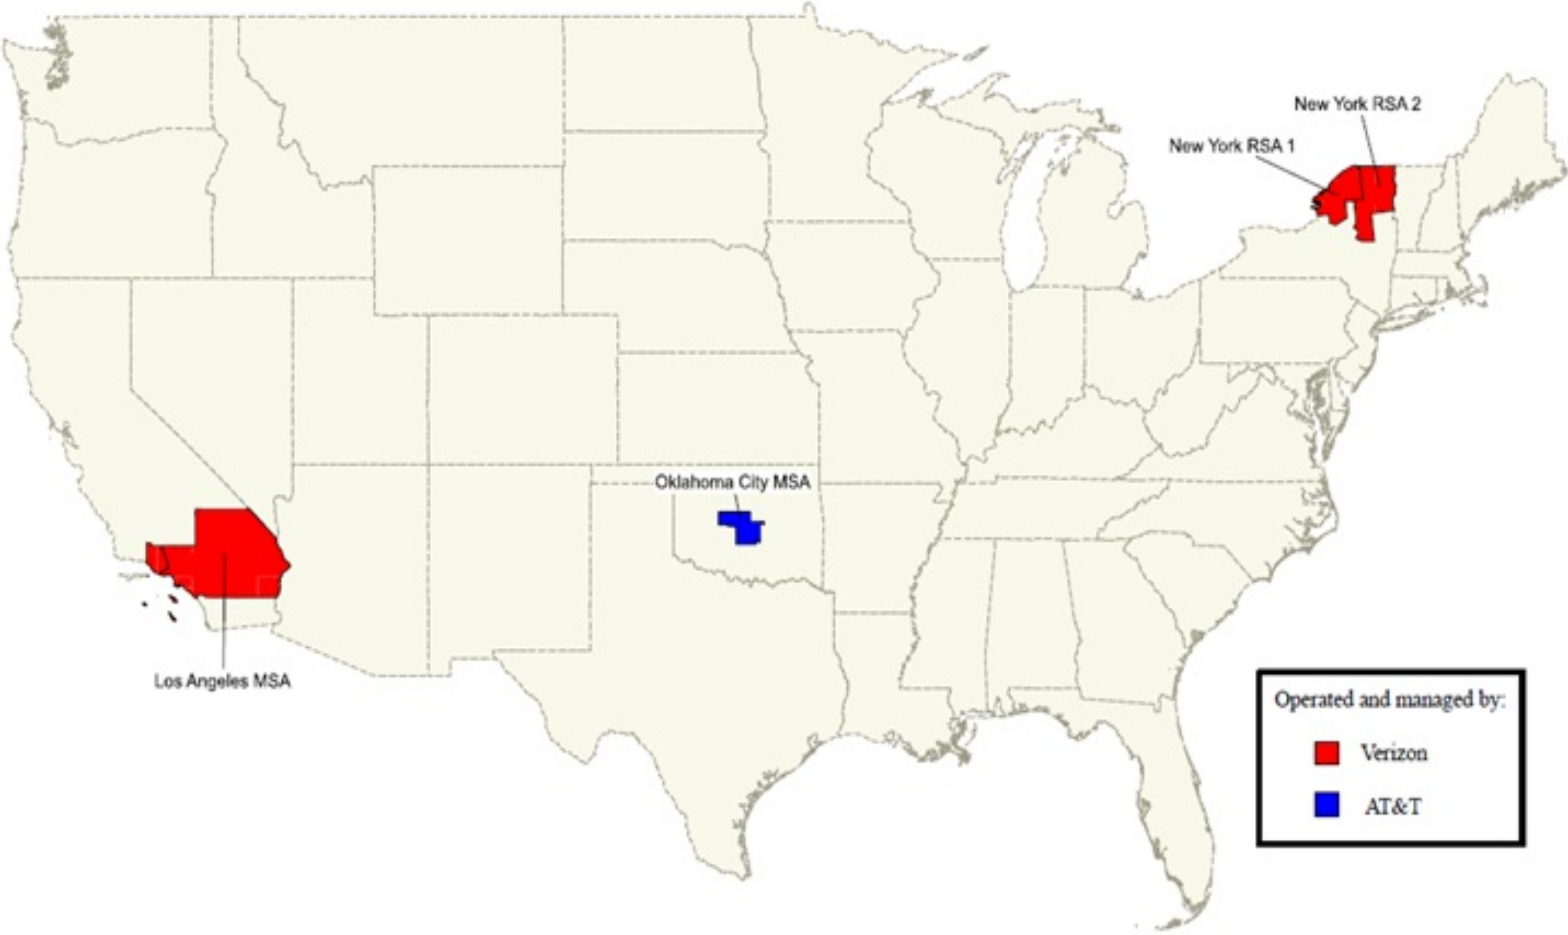 New York RSA 2
New York RSA 1
Oklahoma City MSA
Los Angeles MSA
Operated and managed by:
Verizon
AT&T